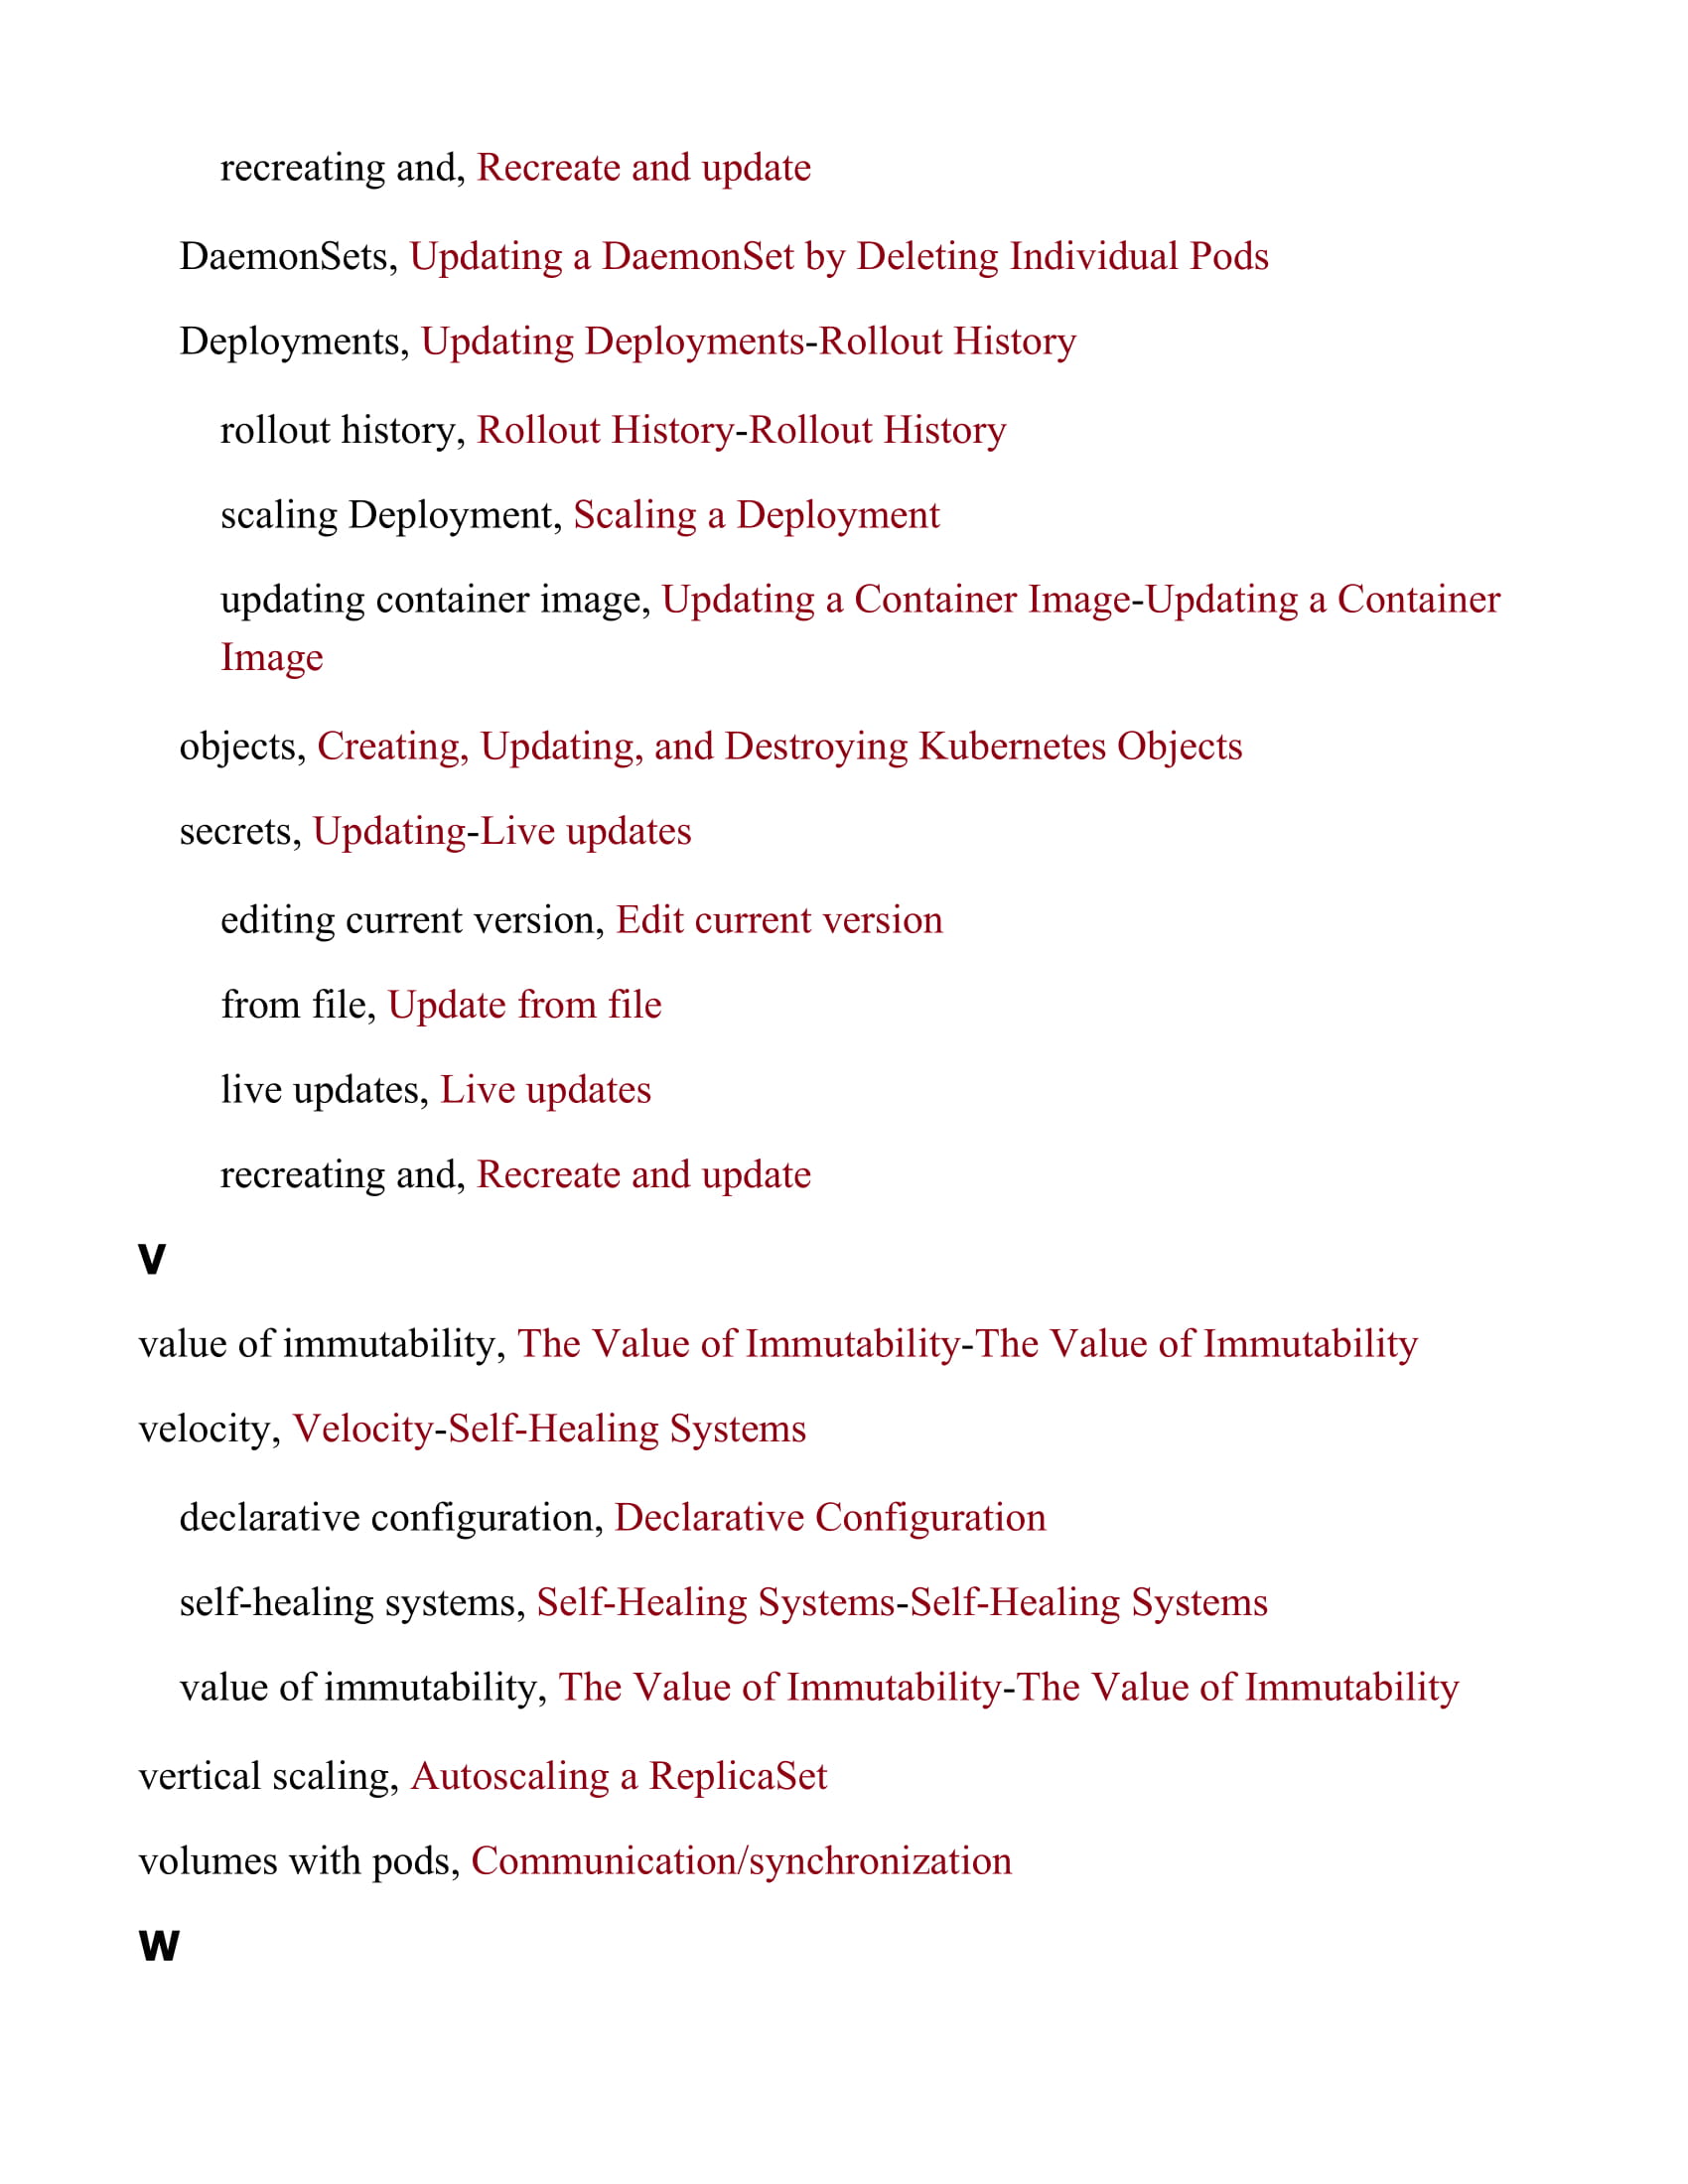 recreating and, Recreate and update
DaemonSets, Updating a DaemonSet by Deleting Individual Pods
Deployments, Updating Deployments-Rollout History
rollout history, Rollout History-Rollout History
scaling Deployment, Scaling a Deployment
updating container image, Updating a Container Image-Updating a Container
Image
objects, Creating, Updating, and Destroying Kubernetes Objects
secrets, Updating-Live updates
editing current version, Edit current version
from file, Update from file
live updates, Live updates
recreating and, Recreate and update
V
value of immutability, The Value of Immutability-The Value of Immutability
velocity, Velocity-Self-Healing Systems
declarative configuration, Declarative Configuration
self-healing systems, Self-Healing Systems-Self-Healing Systems
value of immutability, The Value of Immutability-The Value of Immutability
vertical scaling, Autoscaling a ReplicaSet
volumes with pods, Communication/synchronization
W